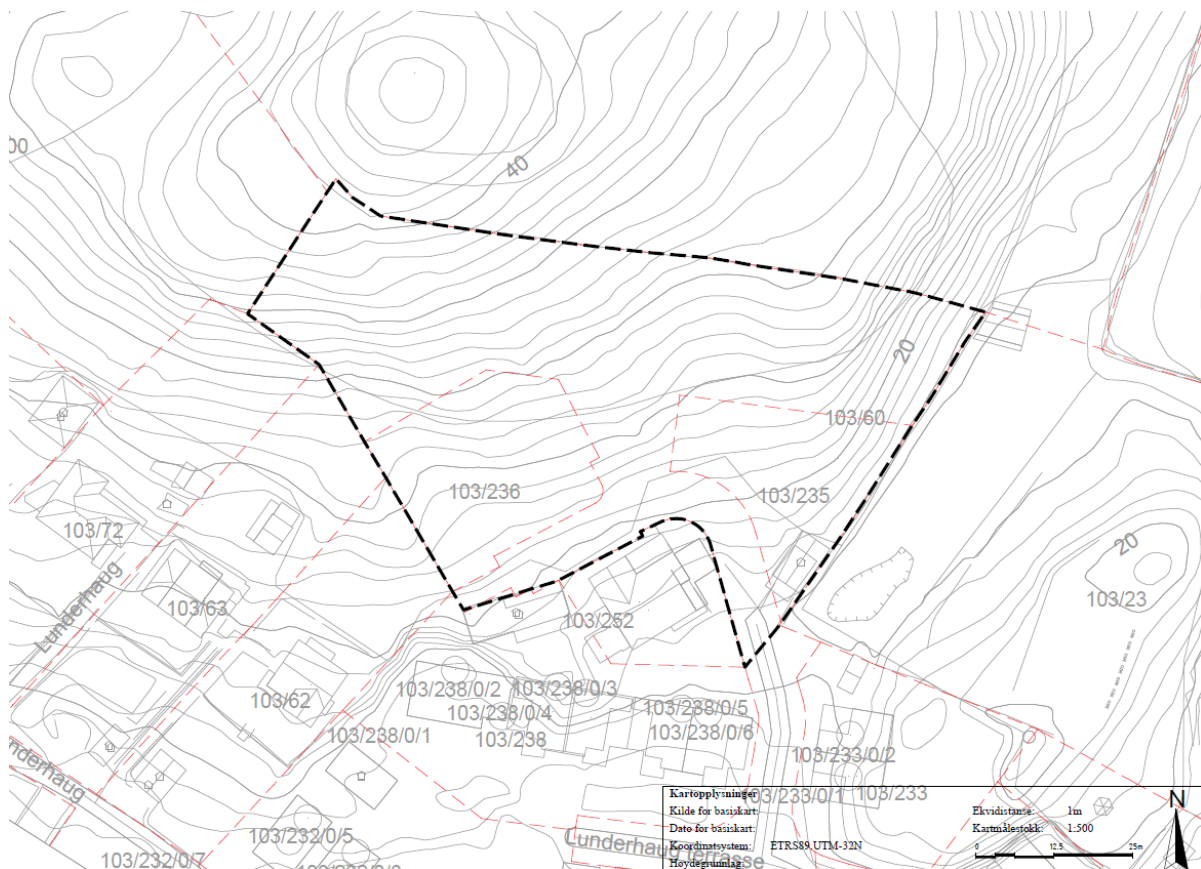 00
40
20
103/60
103/236
103/235
103/72
20
103/23
Lunderhaug
103/63
103/252
103/62
103/238/0/2
103/238/0/3
103/238/0/4
103/238/0/5
103/238/0/1
103/238
103/238/0/6
103/233/0/2
nderhaug
103/233/0/1
103/233
103/232/0/5
Lunderhaug terrasse
103/232/0/7
Kartopplysninger
Kilde for basiskart:
Dato for basiskart:
Koordinatsystem: ETRS89 UTM-32N
Høydegrunnlag:
Ekvidistanse: 1m
Kartmålestokk: 1:500
0 12.5 25m
N